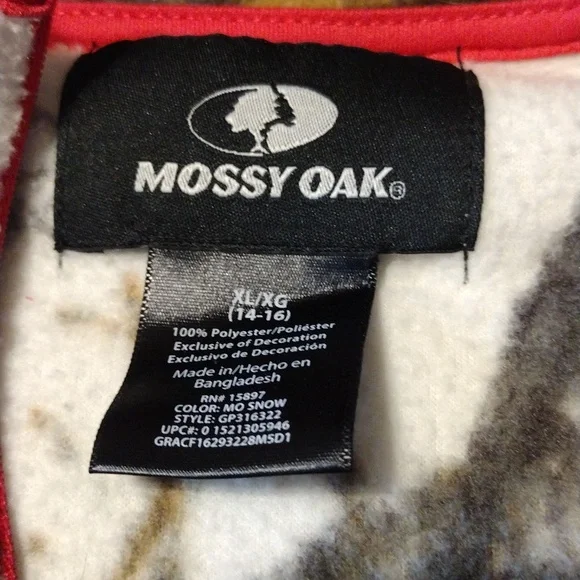 MOSSY OAK®
XL/XG
(14-16)
100% Polyester/Poliéster
Exclusive of Decoration
Exclusivo de Decoración
Made in/Hecho en
Bangladesh
RN# 15897
COLOR: MO SNOW
STYLE: GP316322
UPC#: 0 1521305946
GRACF16293228M5D1